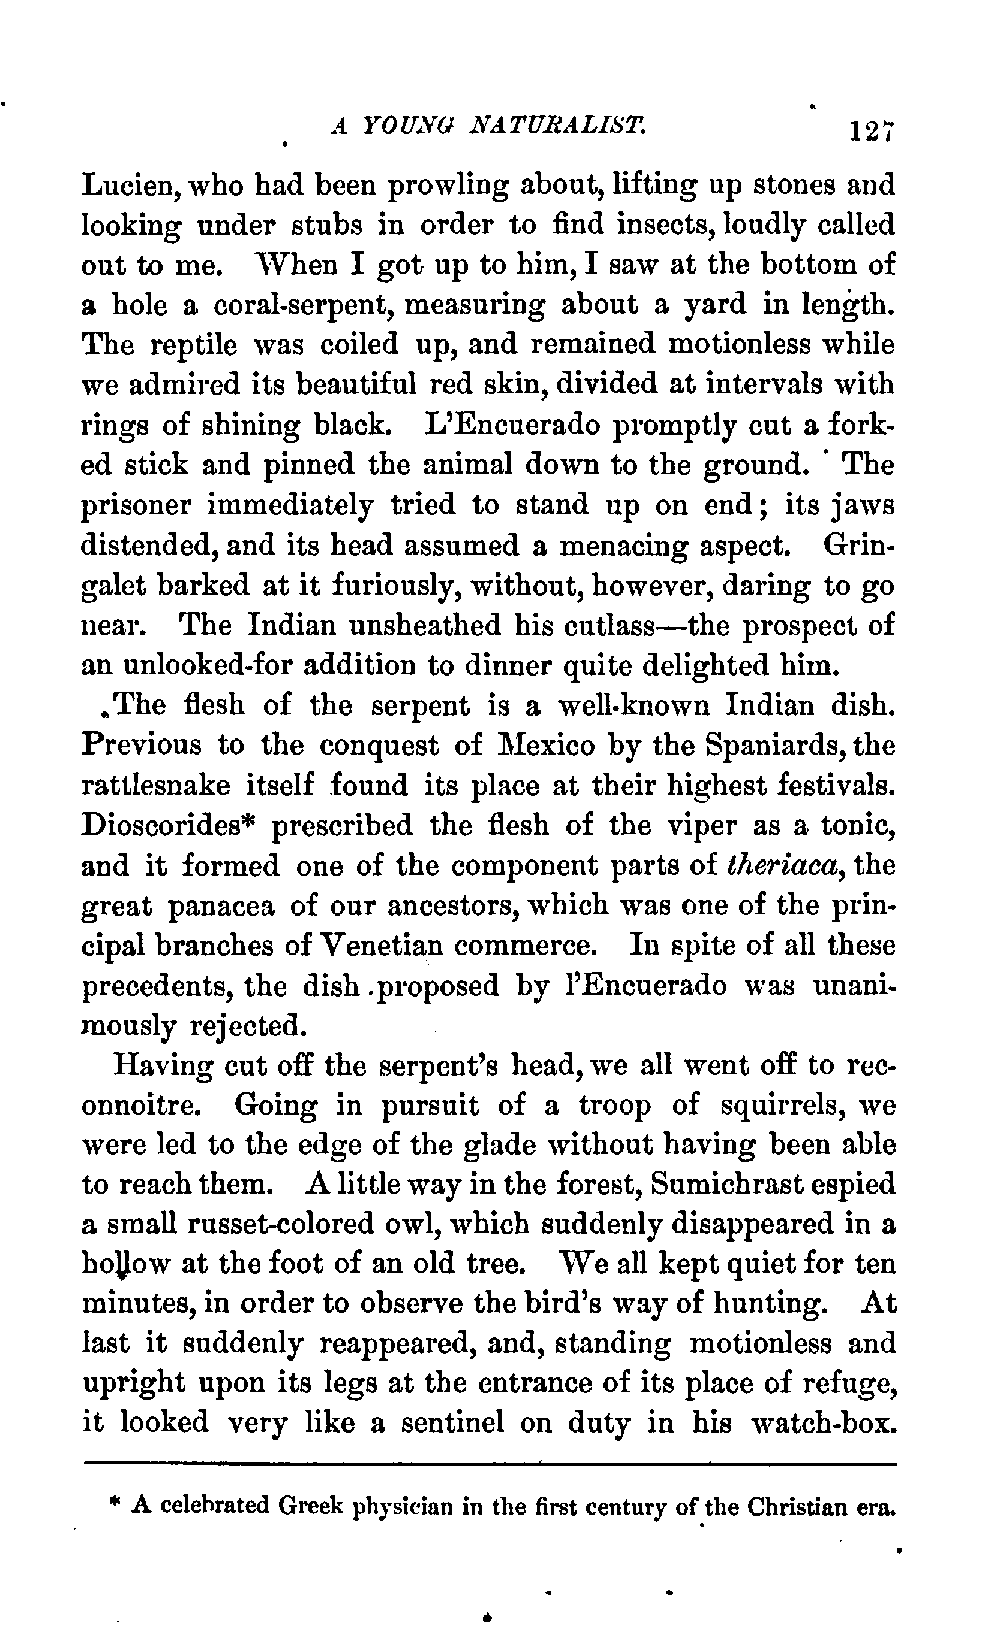 A YOUNG NATURALIST. 127
Lucien, who had been prowling about, lifting up stones and
looking under stubs in order to find insects, loudly called
out to me. When I got up to him, I saw at the bottom of
a hole a coral-serpent, measuring about a yard in length.
The reptile was coiled up, and remained motionless while
we admired its beautiful red skin, divided at intervals with
rings of shining black. L'Encuerado promptly cut a fork-
ed stick and pinned the animal down to the ground. The
prisoner immediately tried to stand up on end; its jaws
distended, and its head assumed a menacing aspect. Grin-
galet barked at it furiously, without, however, daring to go
near. The Indian unsheathed his cutlass—the prospect of
an unlooked-for addition to dinner quite delighted him.
The flesh of the serpent is a well-known Indian dish.
Previous to the conquest of Mexico by the Spaniards, the
rattlesnake itself found its place at their highest festivals.
Dioscorides* prescribed the flesh of the viper as a tonic,
and it formed one of the component parts of theriaca, the
great panacea of our ancestors, which was one of the prin-
cipal branches of Venetian commerce. In spite of all these
precedents, the dish proposed by l'Encuerado was unani-
mously rejected.
Having cut off the serpent's head, we all went off to rec-
onnoitre. Going in pursuit of a troop of squirrels, we
were led to the edge of the glade without having been able
to reach them. A little way in the forest, Sumichrast espied
a small russet-colored owl, which suddenly disappeared in a
hollow at the foot of an old tree. We all kept quiet for ten
minutes, in order to observe the bird's way of hunting. At
last it suddenly reappeared, and, standing motionless and
upright upon its legs at the entrance of its place of refuge,
it looked very like a sentinel on duty in his watch-box.
* A celebrated Greek physician in the first century of the Christian era.